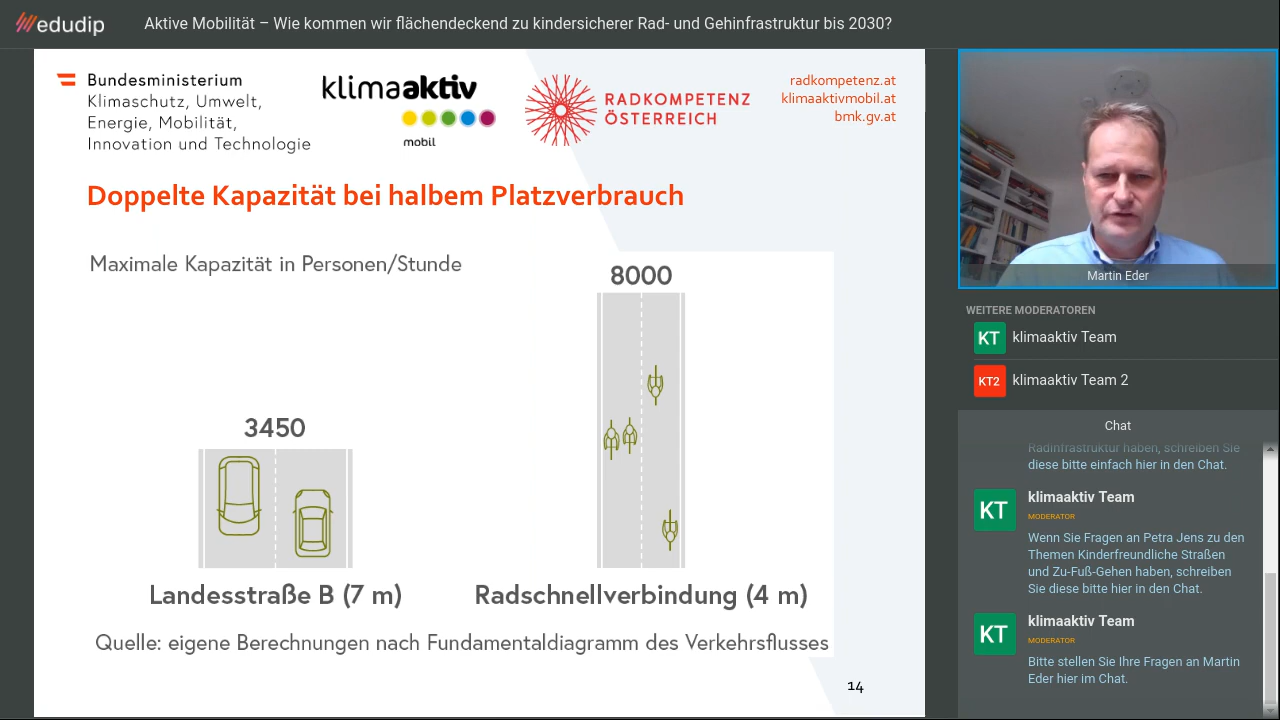 edudip
Aktive Mobilität – Wie kommen wir flächendeckend zu kindersicherer Rad- und Gehinfrastruktur bis 2030?
Bundesministerium
Klimaschutz, Umwelt,
Energie, Mobilität,
Innovation und Technologie
klimaaktiv
mobil
RADKOMPETENZ
ÖSTERREICH
radkompetenz.at
klimaaktivmobil.at
bmk.gv.at
Doppelte Kapazität bei halbem Platzverbrauch
Maximale Kapazität in Personen/Stunde
8000
3450
Landesstraße B (7 m)
Radschnellverbindung (4 m)
Quelle: eigene Berechnungen nach Fundamentaldiagramm des Verkehrsflusses
14
Martin Eder
WEITERE MODERATOREN
KT
klimaaktiv Team
KT2
klimaaktiv Team 2
Chat
Radinfrastruktur haben, schreiben Sie
diese bitte einfach hier in den Chat.
KT
klimaaktiv Team
MODERATOR
Wenn Sie Fragen an Petra Jens zu den
Themen Kinderfreundliche Straßen
und Zu-Fuß-Gehen haben, schreiben
Sie diese bitte hier in den Chat.
KT
klimaaktiv Team
MODERATOR
Bitte stellen Sie Ihre Fragen an Martin
Eder hier im Chat.